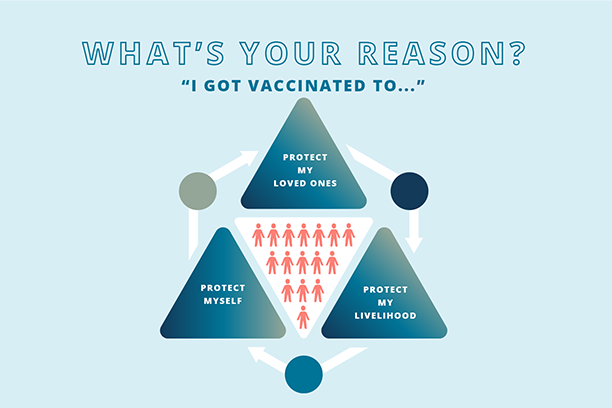 WHAT'S YOUR REASON?
“I GOT VACCINATED TO...”
PROTECT
MY
LOVED ONES
PROTECT
MYSELF
PROTECT
MY
LIVELIHOOD